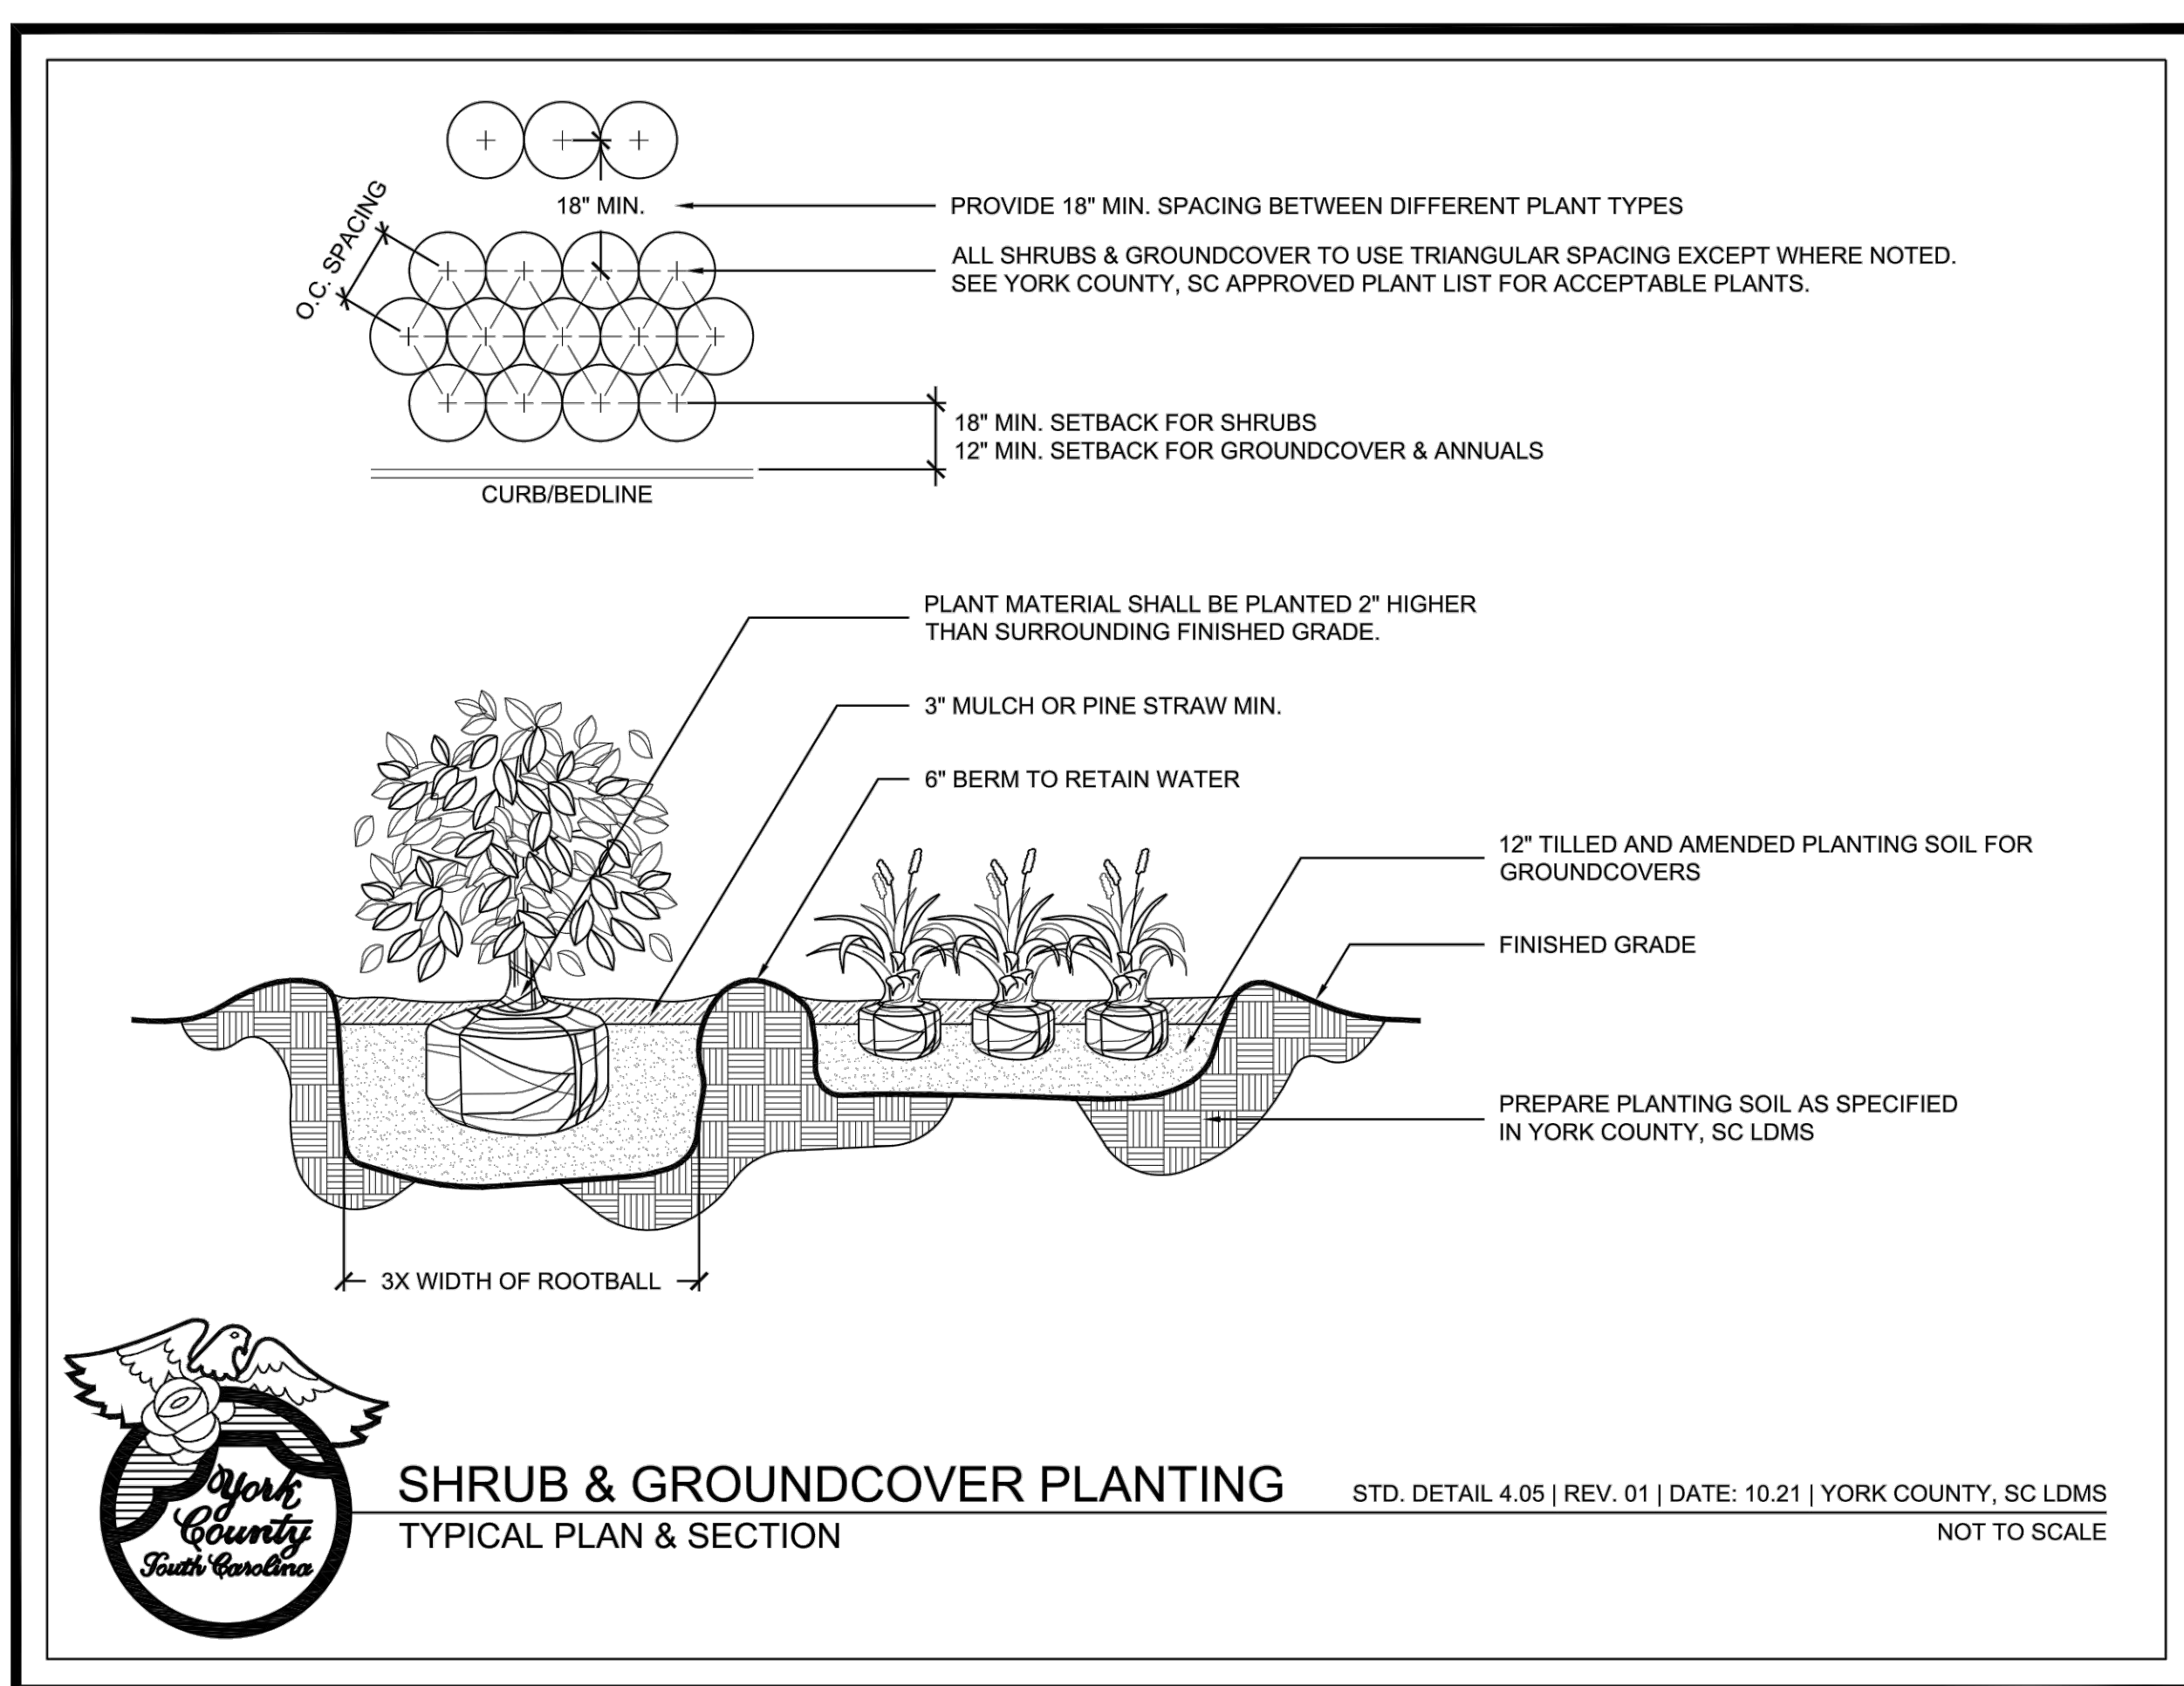 18" MIN.
PROVIDE 18" MIN. SPACING BETWEEN DIFFERENT PLANT TYPES
O.C. SPACING
ALL SHRUBS & GROUNDCOVER TO USE TRIANGULAR SPACING EXCEPT WHERE NOTED.
SEE YORK COUNTY, SC APPROVED PLANT LIST FOR ACCEPTABLE PLANTS.
18" MIN. SETBACK FOR SHRUBS
12" MIN. SETBACK FOR GROUNDCOVER & ANNUALS
CURB/BEDLINE
PLANT MATERIAL SHALL BE PLANTED 2" HIGHER
THAN SURROUNDING FINISHED GRADE.
3" MULCH OR PINE STRAW MIN.
6" BERM TO RETAIN WATER
12" TILLED AND AMENDED PLANTING SOIL FOR
GROUNDCOVERS
FINISHED GRADE
PREPARE PLANTING SOIL AS SPECIFIED
IN YORK COUNTY, SC LDMS
3X WIDTH OF ROOTBALL
York
County
South Carolina
SHRUB & GROUNDCOVER PLANTING
STD. DETAIL 4.05 | REV. 01 | DATE: 10.21 | YORK COUNTY, SC LDMS
TYPICAL PLAN & SECTION
NOT TO SCALE